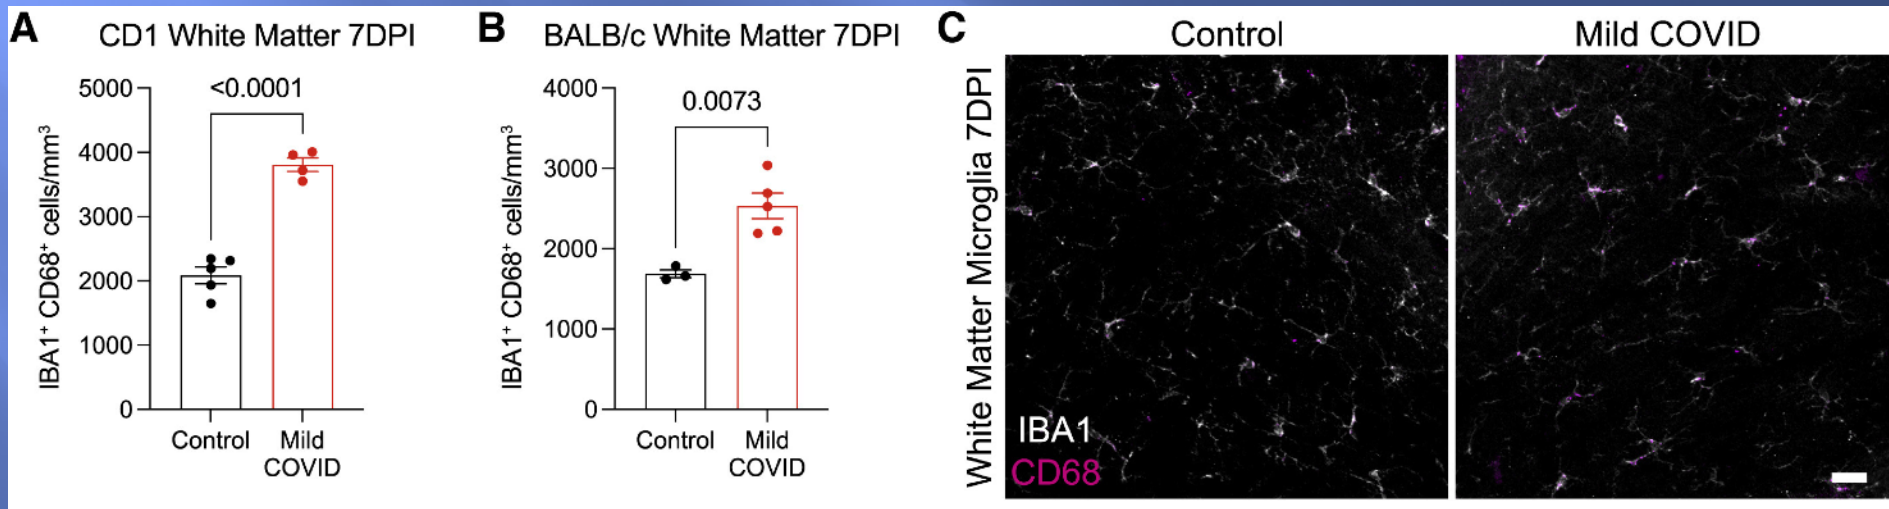 A
CD1 White Matter 7DPI
IBA1⁺ CD68⁺ cells/mm³
5000
4000
3000
2000
1000
0
<0.0001
Control
Mild
COVID
B
BALB/c White Matter 7DPI
IBA1⁺ CD68⁺ cells/mm³
4000
3000
2000
1000
0
0.0073
Control
Mild
COVID
C
Control
Mild COVID
White Matter Microglia 7DPI
IBA1
CD68